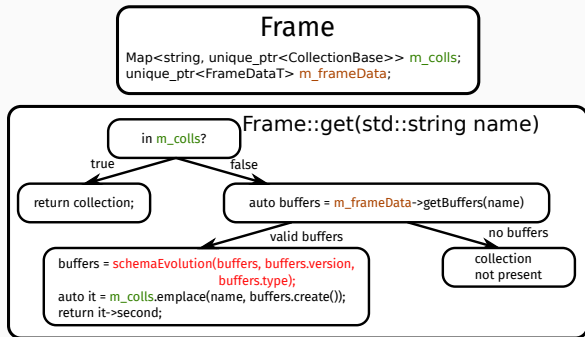 Frame
Map<string, unique_ptr<CollectionBase>> m_colls;
unique_ptr<FrameDataT> m_frameData;
Frame::get(std::string name)
in m_colls?
true
false
return collection;
auto buffers = m_frameData->getBuffers(name)
valid buffers
no buffers
buffers = schemaEvolution(buffers, buffers.version,
buffers.type);
auto it = m_colls.emplace(name, buffers.create());
return it->second;
collection
not present